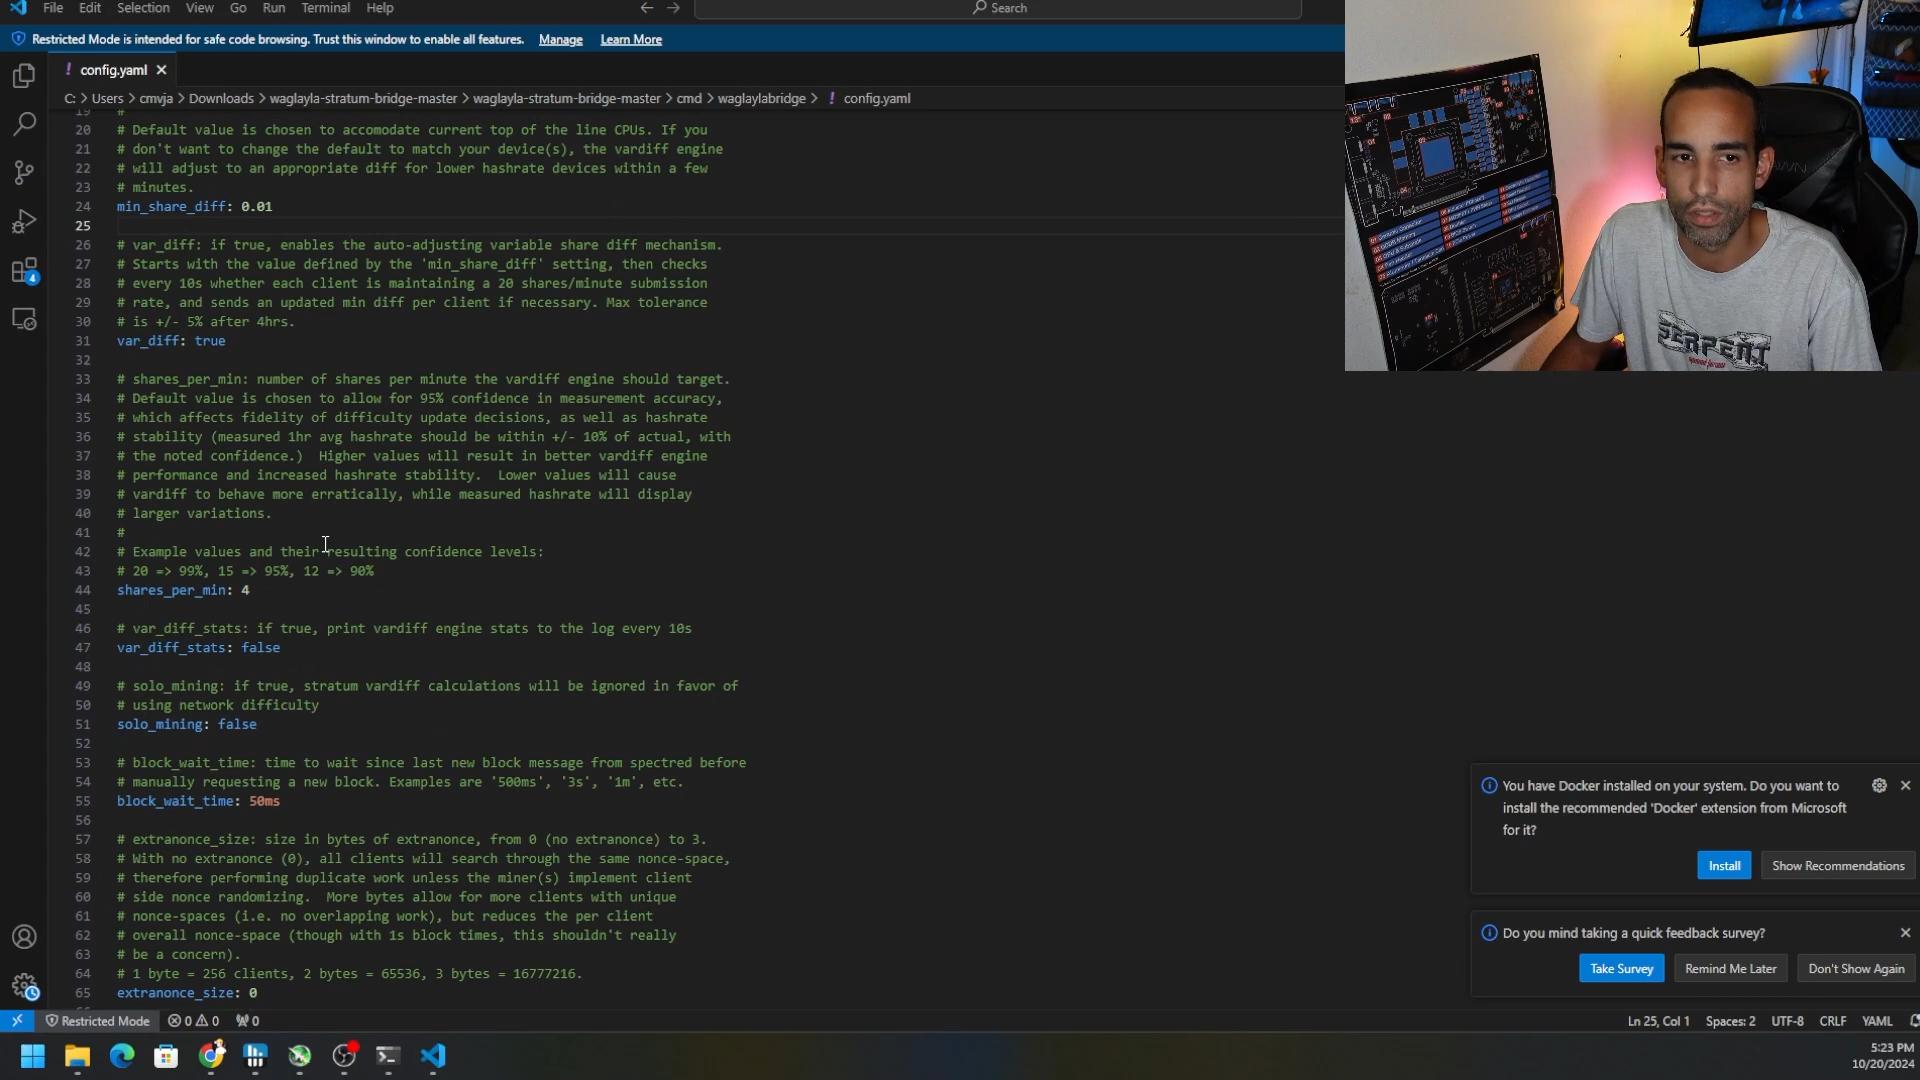 File Edit Selection View Go Run Terminal Help
Search
Restricted Mode is intended for safe code browsing. Trust this window to enable all features. Manage Learn More
! config.yaml
C: > Users > cmvja > Downloads > waglayla-stratum-bridge-master > waglayla-stratum-bridge-master > cmd > waglaylabridge > ! config.yaml
19 #
20 # Default value is chosen to accomodate current top of the line CPUs. If you
21 # don't want to change the default to match your device(s), the vardiff engine
22 # will adjust to an appropriate diff for lower hashrate devices within a few
23 # minutes.
24 min_share_diff: 0.01
25
26 # var_diff: if true, enables the auto-adjusting variable share diff mechanism.
27 # Starts with the value defined by the 'min_share_diff' setting, then checks
28 # every 10s whether each client is maintaining a 20 shares/minute submission
29 # rate, and sends an updated min diff per client if necessary. Max tolerance
30 # is +/- 5% after 4hrs.
31 var_diff: true
32
33 # shares_per_min: number of shares per minute the vardiff engine should target.
34 # Default value is chosen to allow for 95% confidence in measurement accuracy,
35 # which affects fidelity of difficulty update decisions, as well as hashrate
36 # stability (measured 1hr avg hashrate should be within +/- 10% of actual, with
37 # the noted confidence.)  Higher values will result in better vardiff engine
38 # performance and increased hashrate stability.  Lower values will cause
39 # vardiff to behave more erratically, while measured hashrate will display
40 # larger variations.
41 #
42 # Example values and their resulting confidence levels:
43 # 20 => 99%, 15 => 95%, 12 => 90%
44 shares_per_min: 4
45
46 # var_diff_stats: if true, print vardiff engine stats to the log every 10s
47 var_diff_stats: false
48
49 # solo_mining: if true, stratum vardiff calculations will be ignored in favor of
50 # using network difficulty
51 solo_mining: false
52
53 # block_wait_time: time to wait since last new block message from spectred before
54 # manually requesting a new block. Examples are '500ms', '3s', '1m', etc.
55 block_wait_time: 50ms
56
57 # extranonce_size: size in bytes of extranonce, from 0 (no extranonce) to 3.
58 # With no extranonce (0), all clients will search through the same nonce-space,
59 # therefore performing duplicate work unless the miner(s) implement client
60 # side nonce randomizing.  More bytes allow for more clients with unique
61 # nonce-spaces (i.e. no overlapping work), but reduces the per client
62 # overall nonce-space (though with 1s block times, this shouldn't really
63 # be a concern).
64 # 1 byte = 256 clients, 2 bytes = 65536, 3 bytes = 16777216.
65 extranonce_size: 0
4
SERPENT
You have Docker installed on your system. Do you want to
install the recommended 'Docker' extension from Microsoft
for it?
Install Show Recommendations
Do you mind taking a quick feedback survey?
Take Survey Remind Me Later Don't Show Again
Restricted Mode 0 0 0
Ln 25, Col 1 Spaces: 2 UTF-8 CRLF YAML
5:23 PM
10/20/2024